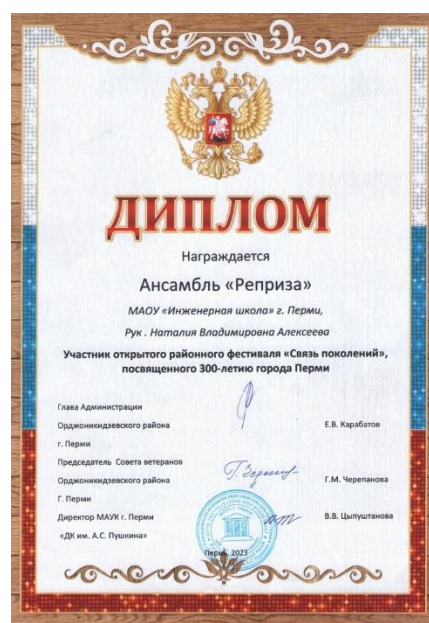 ДИПЛОМ
Награждается
Ансамбль «Реприза»
МАОУ «Инженерная школа» г. Перми,
Рук . Наталия Владимировна Алексеева
Участник открытого районного фестиваля «Связь поколений»,
посвященного 300-летию города Перми
Глава Администрации
Орджоникидзевского района Е.В. Карабатов
г. Перми
Председатель Совета ветеранов
Орджоникидзевского района Г.М. Черепанова
Г. Перми
Директор МАУК г. Перми В.В. Цыпуштанова
«ДК им. А.С. Пушкина»
Пермь, 2023